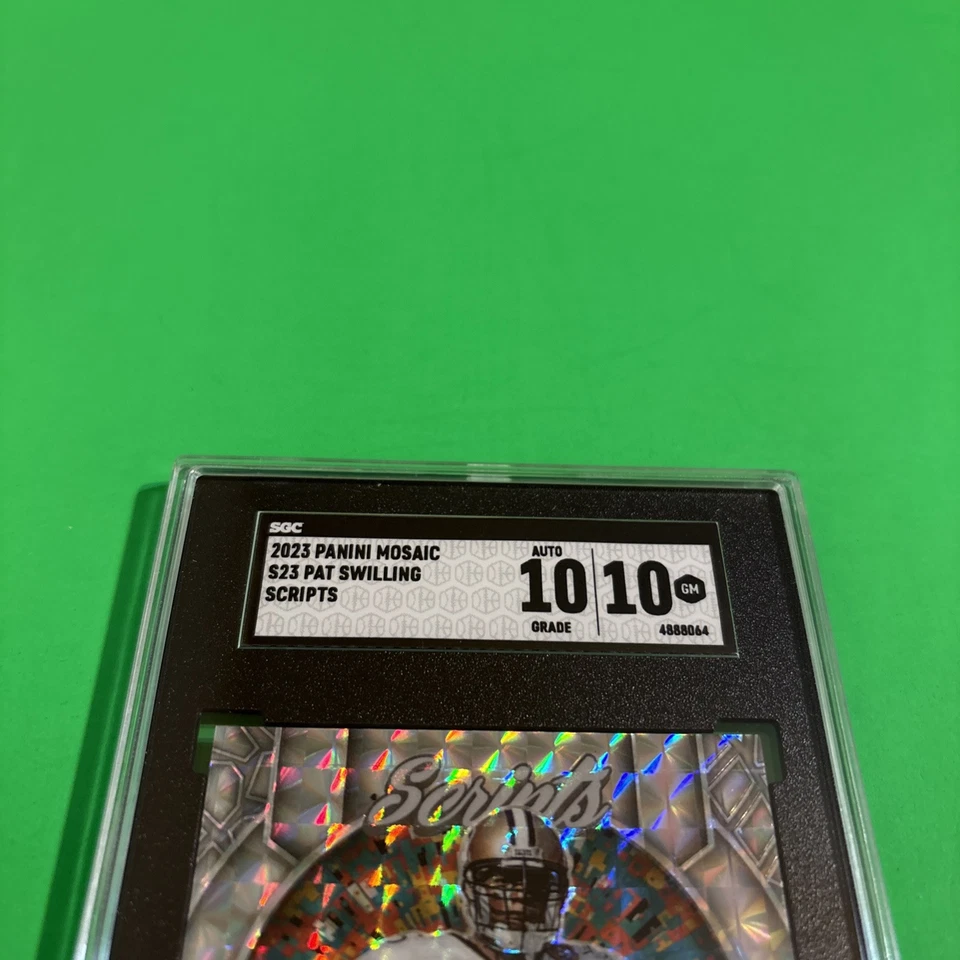 SGC
2023 PANINI MOSAIC
S23 PAT SWILLING
SCRIPTS
AUTO
10
GRADE
10 GM
4888064
Scripts